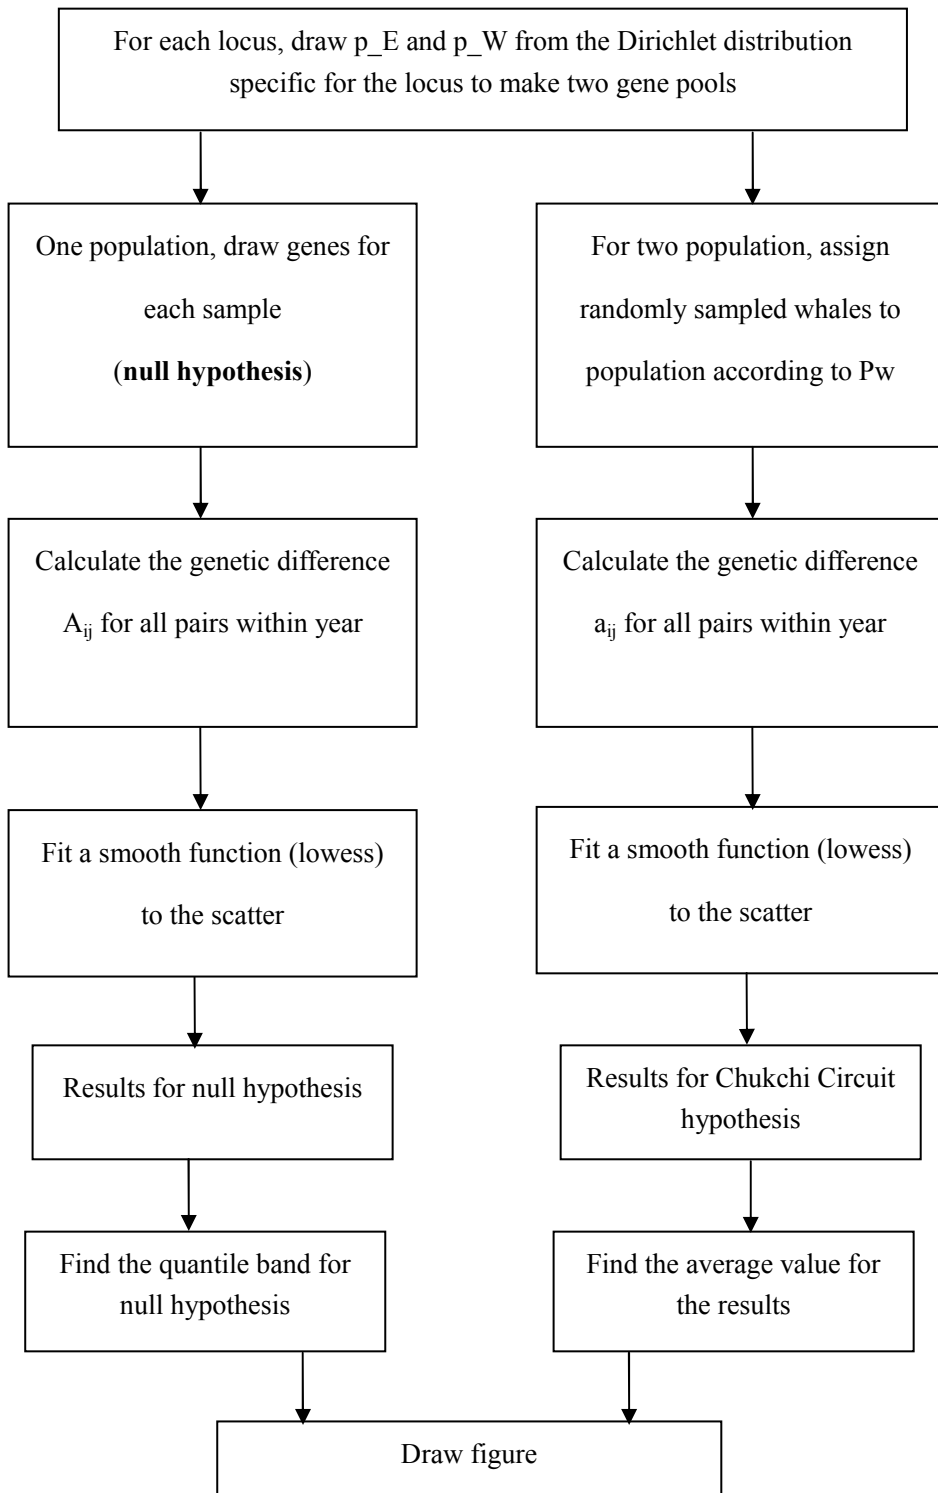 For each locus, draw p_E and p_W from the Dirichlet distribution
specific for the locus to make two gene pools
One population, draw genes for
each sample
(null hypothesis)
For two population, assign
randomly sampled whales to
population according to Pw
Calculate the genetic difference
Aij for all pairs within year
Calculate the genetic difference
aij for all pairs within year
Fit a smooth function (lowess)
to the scatter
Fit a smooth function (lowess)
to the scatter
Results for null hypothesis
Results for Chukchi Circuit
hypothesis
Find the quantile band for
null hypothesis
Find the average value for
the results
Draw figure